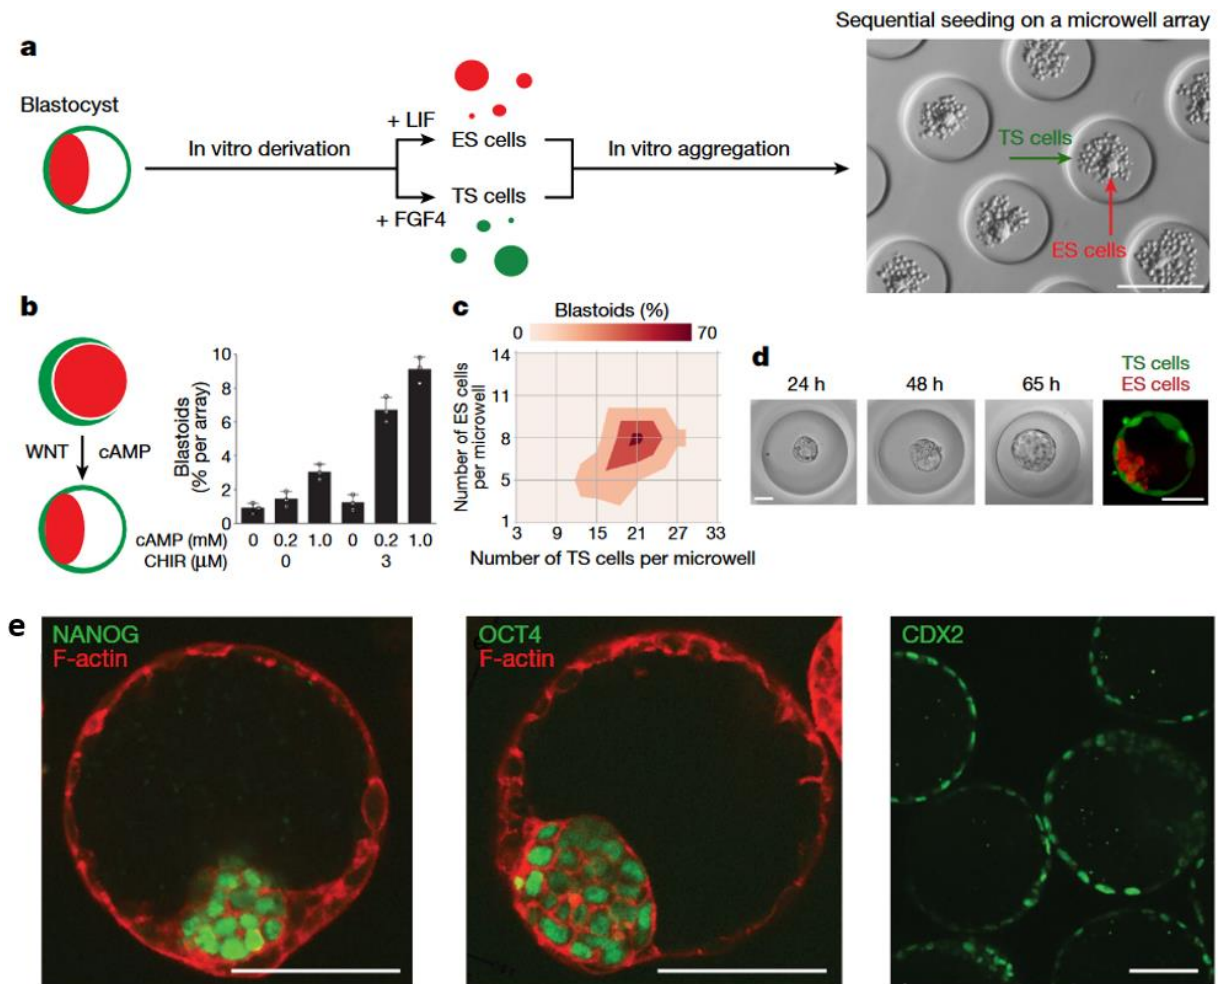 Sequential seeding on a microwell array
a
Blastocyst
In vitro derivation
+ LIF
ES cells
TS cells
+ FGF4
In vitro aggregation
TS cells
ES cells
b
WNT
cAMP
Blastoids
(% per array)
10
8
6
4
2
0
cAMP (mM) 0 0.2 1.0 0 0.2 1.0
CHIR (μM) 0 3
c
Blastoids (%)
0 70
Number of ES cells
per microwell
14
11
8
5
1
3 9 15 21 27 33
Number of TS cells per microwell
d
24 h 48 h 65 h
TS cells
ES cells
e
NANOG
F-actin
OCT4
F-actin
CDX2